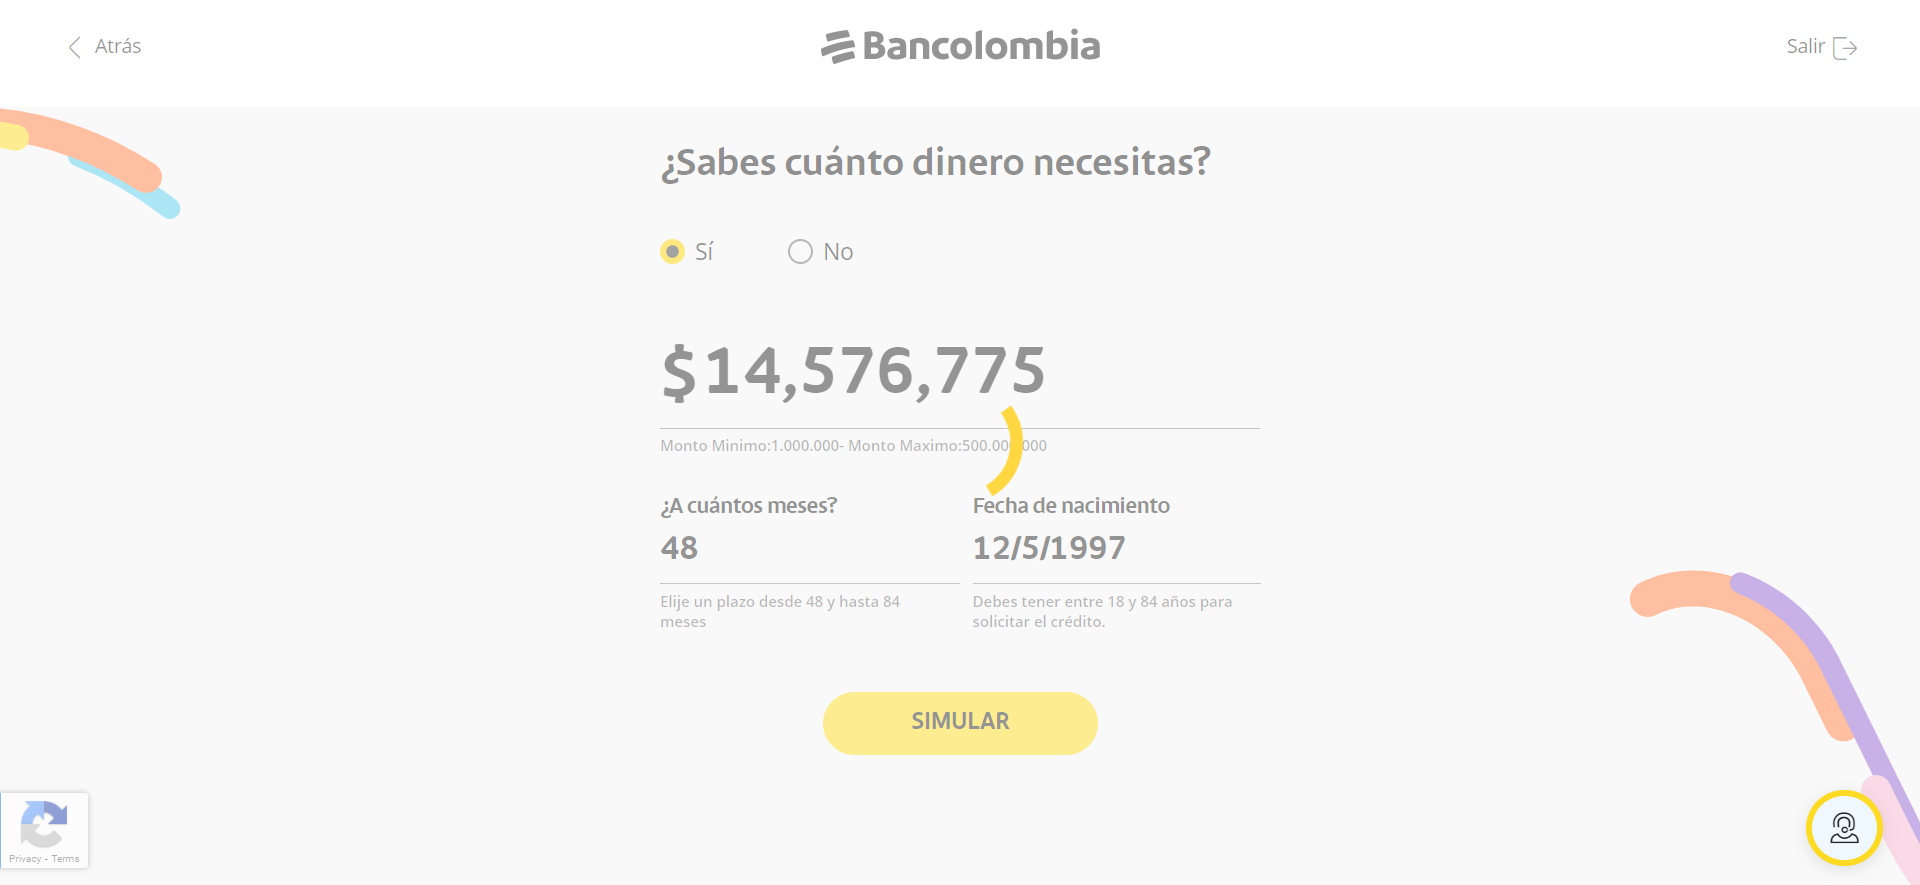 Atrás
Bancolombia
Salir
¿Sabes cuánto dinero necesitas?
Sí
No
$14,576,775
Monto Minimo:1.000.000- Monto Maximo:500.000.000
¿A cuántos meses?
Fecha de nacimiento
48
12/5/1997
Elije un plazo desde 48 y hasta 84
meses
Debes tener entre 18 y 84 años para
solicitar el crédito.
SIMULAR
Privacy - Terms